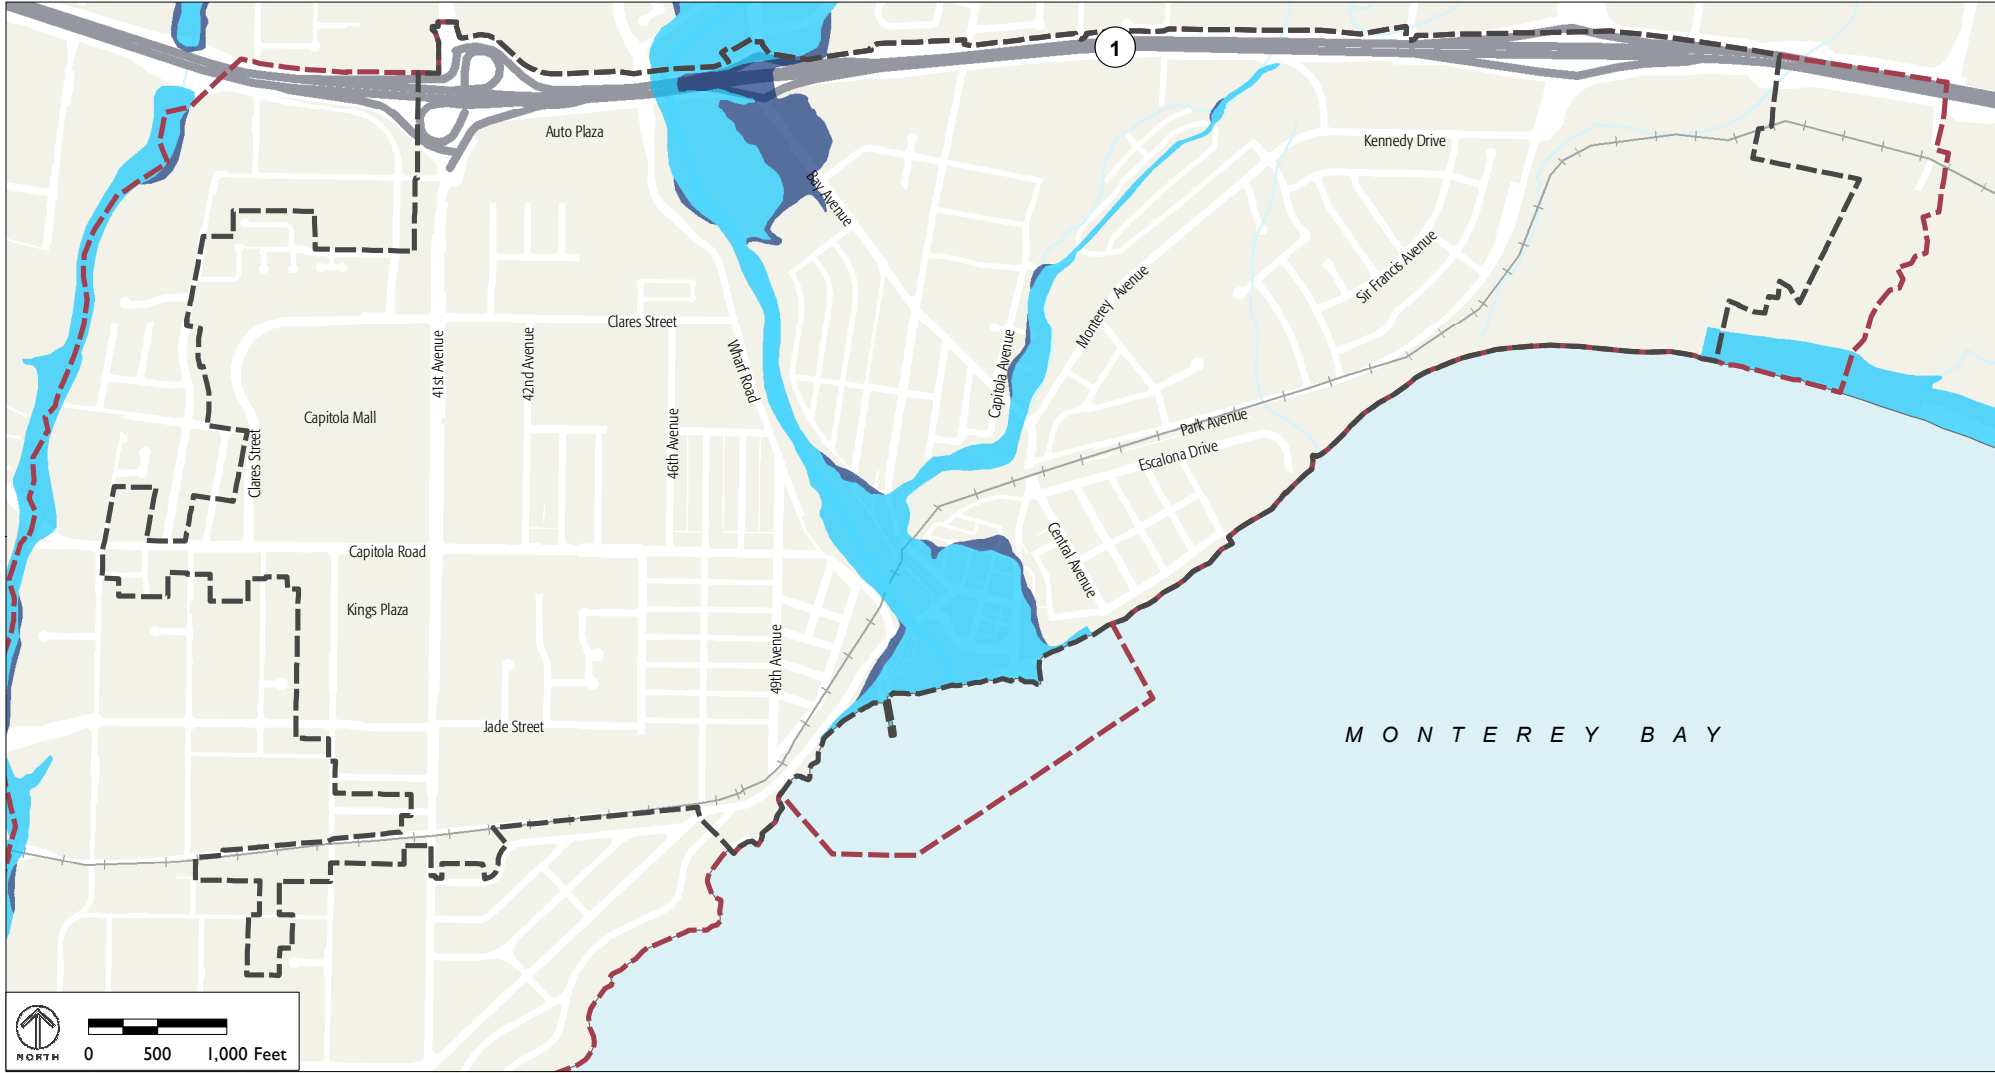 1
Auto Plaza
Kennedy Drive
Bay Avenue
Sir Francis Avenue
Monterey Avenue
Clares Street
41st Avenue
42nd Avenue
Wharf Road
Capitola Avenue
Capitola Mall
46th Avenue
Park Avenue
Escalona Drive
Clares Street
Capitola Road
Central Avenue
Kings Plaza
49th Avenue
Jade Street
MONTEREY BAY
NORTH
0 500 1,000 Feet